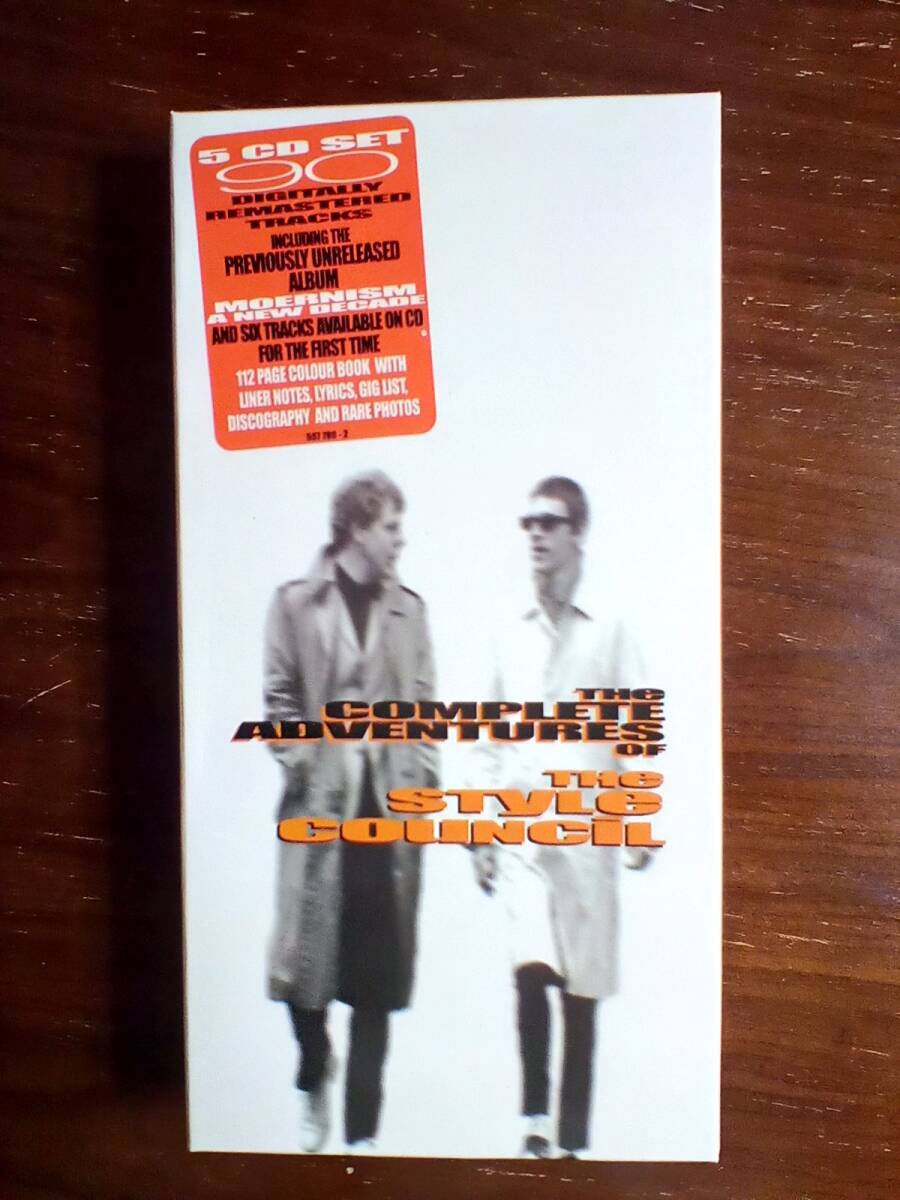 5 CD SET
90
DIGITALLY
REMASTERED
TRACKS
INCLUDING THE
PREVIOUSLY UNRELEASED
ALBUM
MOERNISM
A NEW DECADE
AND SIX TRACKS AVAILABLE ON CD
FOR THE FIRST TIME
112 PAGE COLOUR BOOK WITH
LINER NOTES, LYRICS, GIG LIST,
DISCOGRAPHY AND RARE PHOTOS
THE
COMPLETE
ADVENTURES
OF
THE
STYLE
COUNCIL